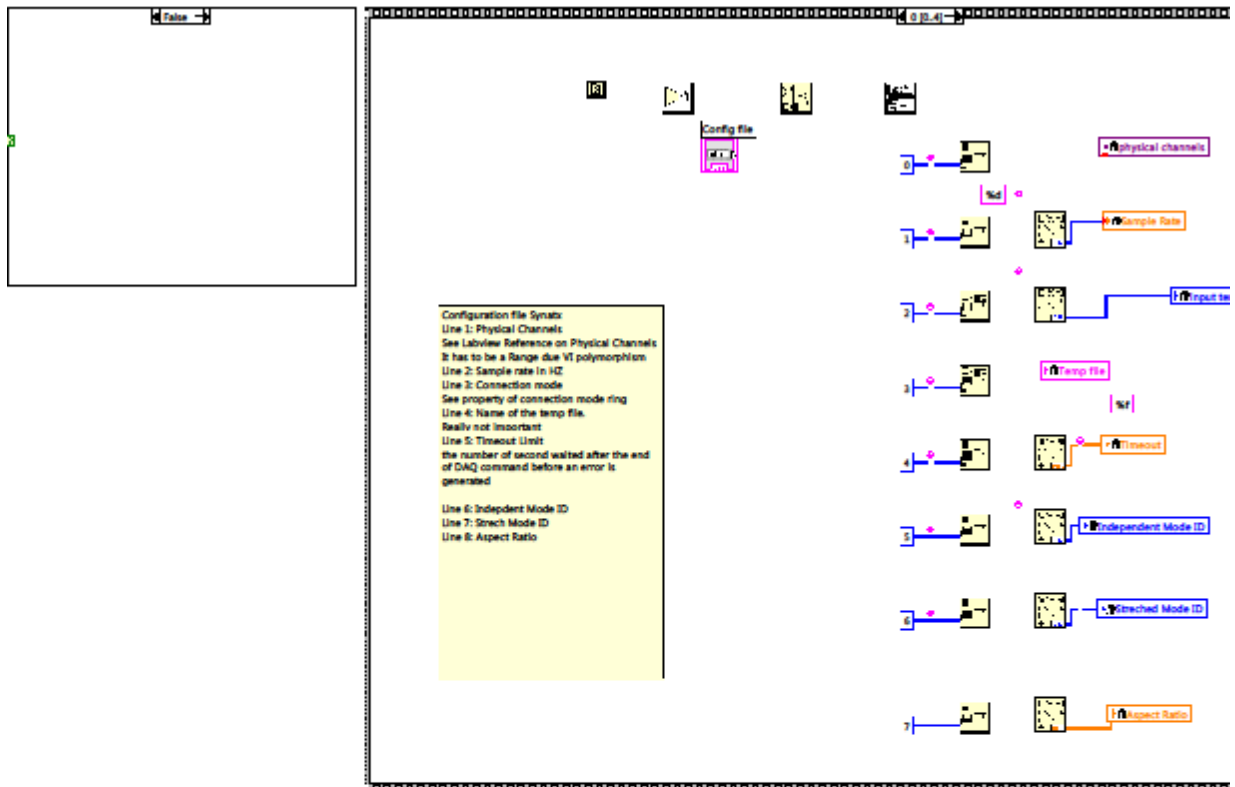 False
0 [0..4]
Config file
0
physical channels
%d
1
Sample Rate
2
Input te
Configuration file Synatx
Line 1: Physical Channels
See Labview Reference on Physical Channels
It has to be a Range due VI polymorphism
Line 2: Sample rate in HZ
Line 3: Connection mode
See property of connection mode ring
Line 4: Name of the temp file.
Really not important
Line 5: Timeout Limit
the number of second waited after the end
of DAQ command before an error is
generated
Line 6: Indepdent Mode ID
Line 7: Strech Mode ID
Line 8: Aspect Ratio
3
Temp file
%f
4
Timeout
5
Independent Mode ID
6
Streched Mode ID
7
Aspect Ratio